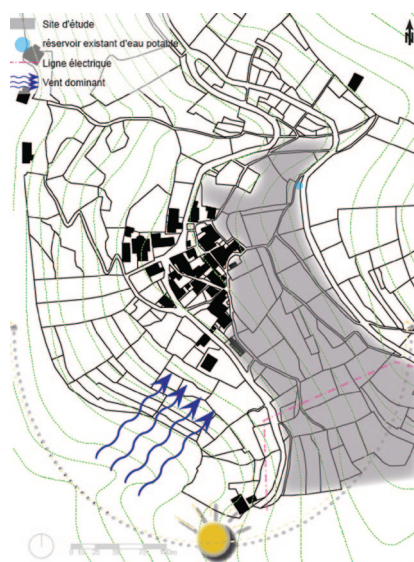 Site d'étude
réservoir existant d'eau potable
Ligne électrique
Vent dominant